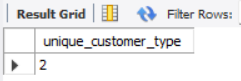 Result Grid Filter Rows:
unique_customer_type
2